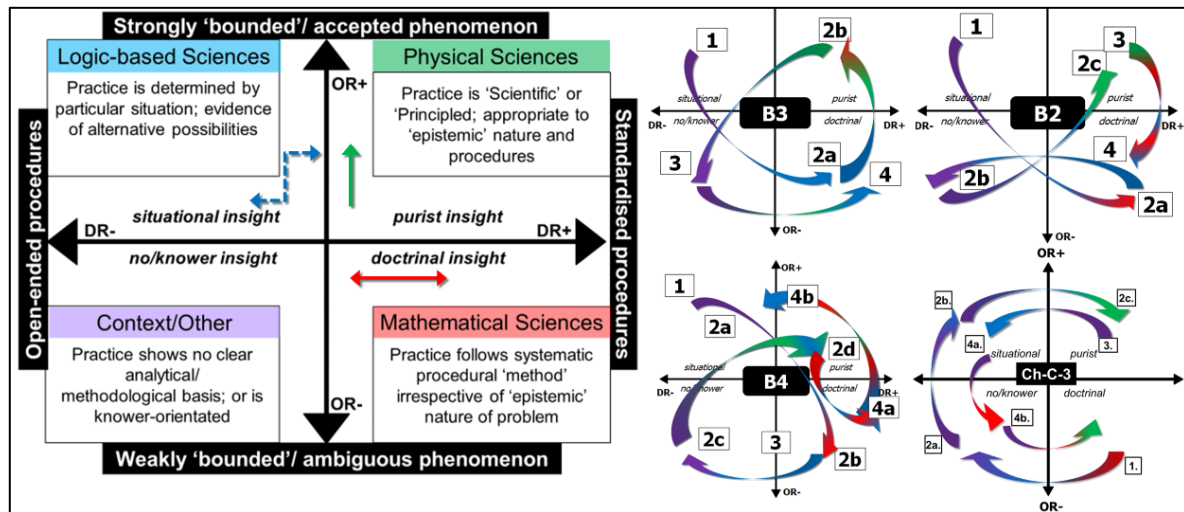 Strongly ‘bounded’/ accepted phenomenon
Open-ended procedures
Standardised procedures
Logic-based Sciences
Practice is determined by
particular situation; evidence
of alternative possibilities
OR+
Physical Sciences
Practice is ‘Scientific’ or
‘Principled; appropriate to
‘epistemic’ nature and
procedures
situational insight
purist insight
DR-
DR+
no/knower insight
doctrinal insight
Context/Other
Practice shows no clear
analytical/
methodological basis; or is
knower-orientated
OR-
Mathematical Sciences
Practice follows systematic
procedural ‘method’
irrespective of ‘epistemic’
nature of problem
Weakly ‘bounded’/ ambiguous phenomenon
1
2b
situational
purist
DR-
B3
DR+
no/knower
doctrinal
3
2a
4
OR-
1
3
2c
situational
purist
DR-
B2
DR+
no/knower
doctrinal
4
2b
2a
OR-
OR+
1
4b
2a
2d
situational
purist
DR-
B4
DR+
no/knower
doctrinal
4a
2c
3
2b
OR-
OR+
2b.
2c.
4a.
3.
situational
purist
Ch-C-3
no/knower
doctrinal
4b.
2a.
1.
OR-